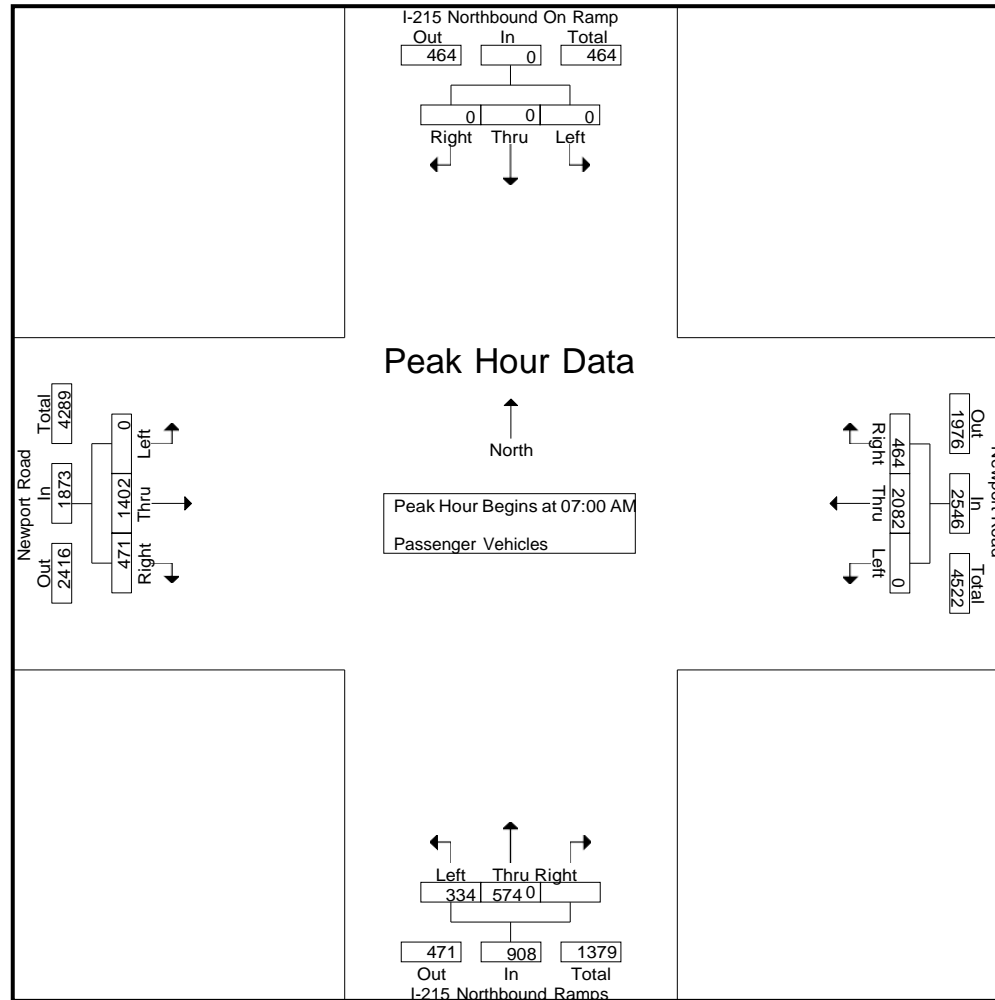 I-215 Northbound On Ramp
Out In Total
464 0 464
0 0 0
Right Thru Left
Peak Hour Data
North
Peak Hour Begins at 07:00 AM
Passenger Vehicles
Newport Road
Total In Out
4289 1873 2416
0 1402 471
Left Thru Right
Right Thru Left
464 2082 0
1976 2546 4522
Out In Total
Newport Road
Left Thru Right
334 574 0
471 908 1379
Out In Total
I-215 Northbound Ramps